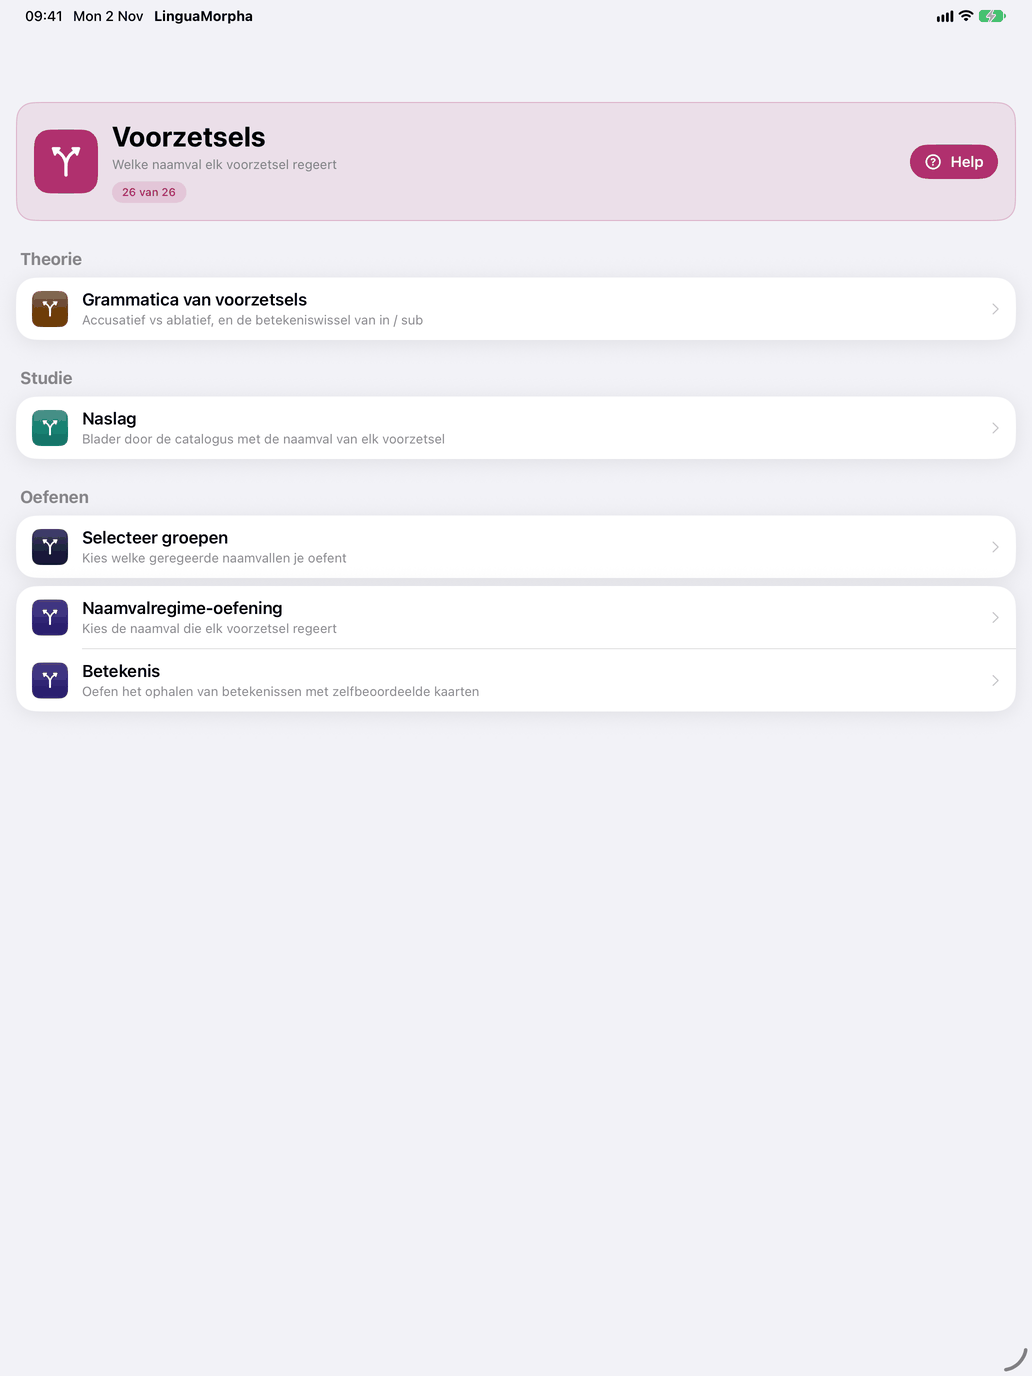 09:41 Mon 2 Nov LinguaMorpha
Voorzetsels
Welke naamval elk voorzetsel regeert
26 van 26
Help
Theorie
Grammatica van voorzetsels
Accusatief vs ablatief, en de betekeniswissel van in / sub
Studie
Naslag
Blader door de catalogus met de naamval van elk voorzetsel
Oefenen
Selecteer groepen
Kies welke geregeerde naamvallen je oefent
Naamvalregime-oefening
Kies de naamval die elk voorzetsel regeert
Betekenis
Oefen het ophalen van betekenissen met zelfbeoordeelde kaarten